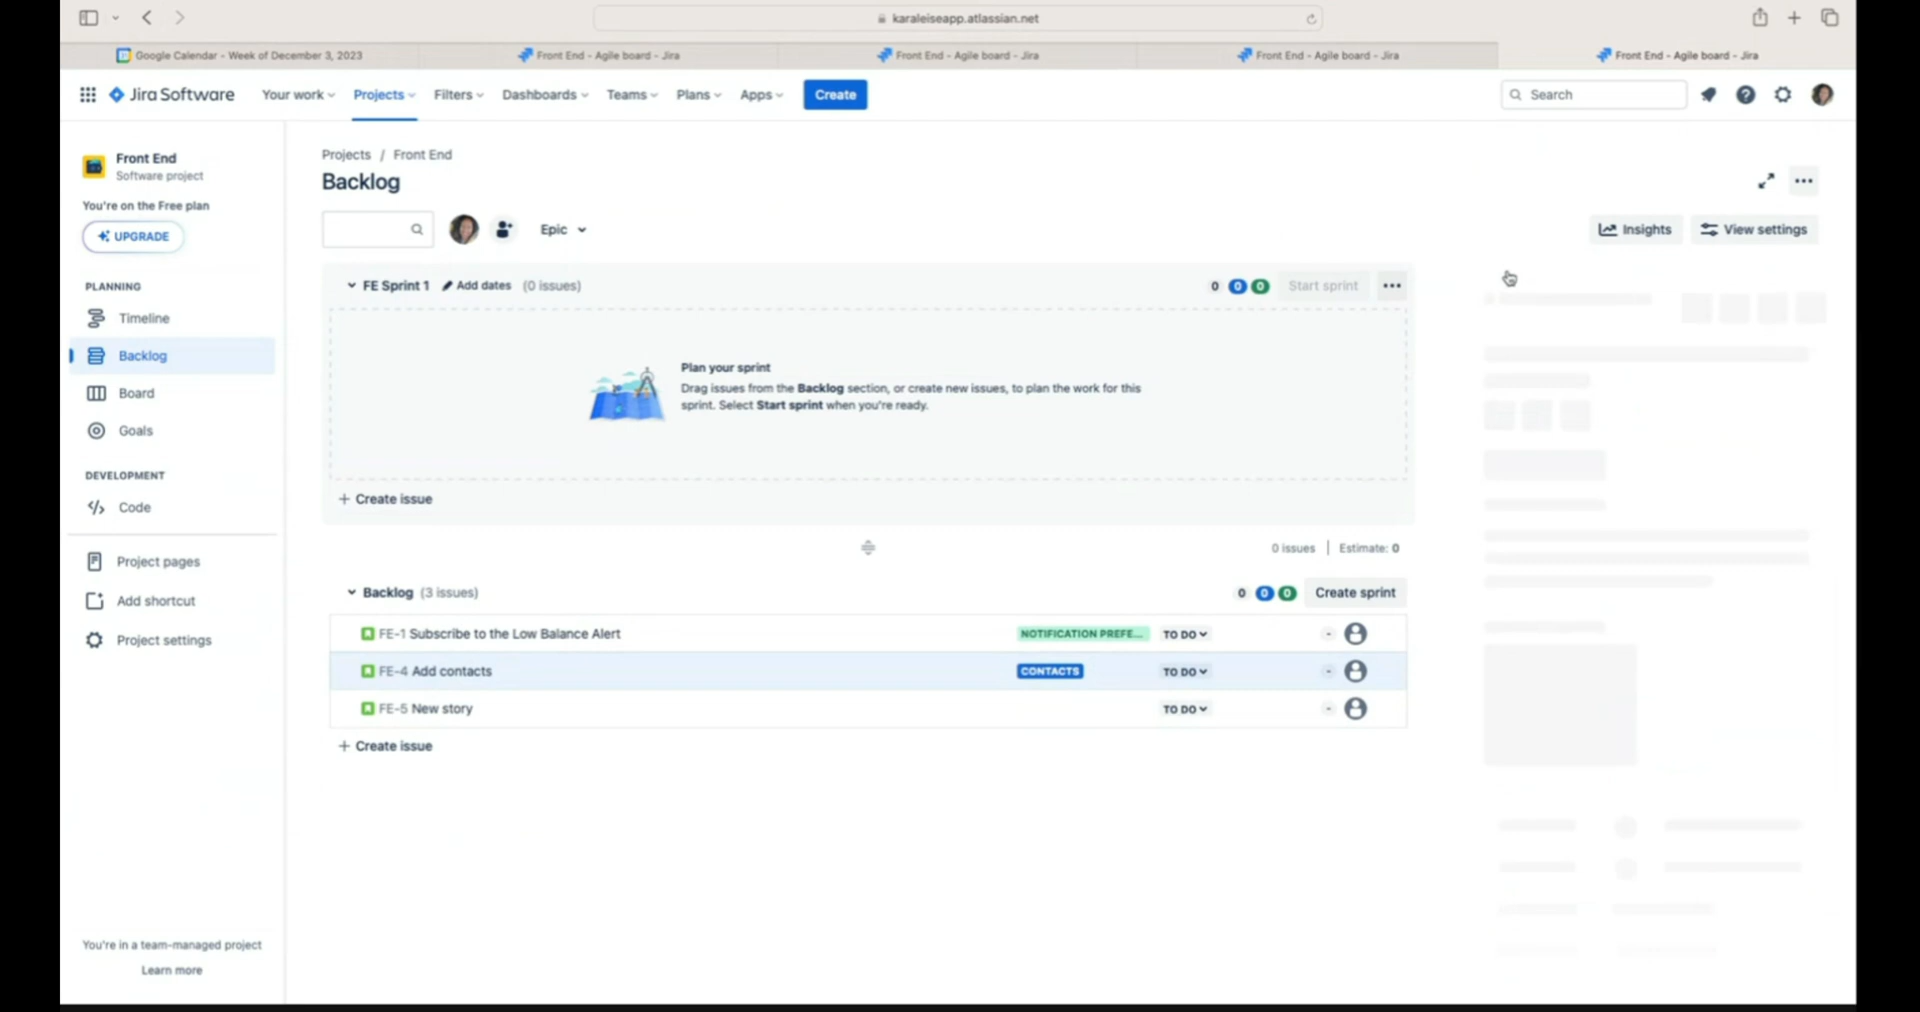 karaleiseapp.atlassian.net
Google Calendar - Week of December 3, 2023
Front End - Agile board - Jira
Front End - Agile board - Jira
Front End - Agile board - Jira
Front End - Agile board - Jira
Jira Software
Your work
Projects
Filters
Dashboards
Teams
Plans
Apps
Create
Search
Front End
Software project
You're on the Free plan
UPGRADE
PLANNING
Timeline
Backlog
Board
Goals
DEVELOPMENT
Code
Project pages
Add shortcut
Project settings
You're in a team-managed project
Learn more
Projects / Front End
Backlog
Epic
Insights
View settings
FE Sprint 1 Add dates (0 issues)
0 0 0 Start sprint
Plan your sprint
Drag issues from the Backlog section, or create new issues, to plan the work for this
sprint. Select Start sprint when you're ready.
+ Create issue
0 issues | Estimate: 0
Backlog (3 issues)
0 0 0 Create sprint
FE-1 Subscribe to the Low Balance Alert NOTIFICATION PREFE... TO DO -
FE-4 Add contacts CONTACTS TO DO -
FE-5 New story TO DO -
+ Create issue